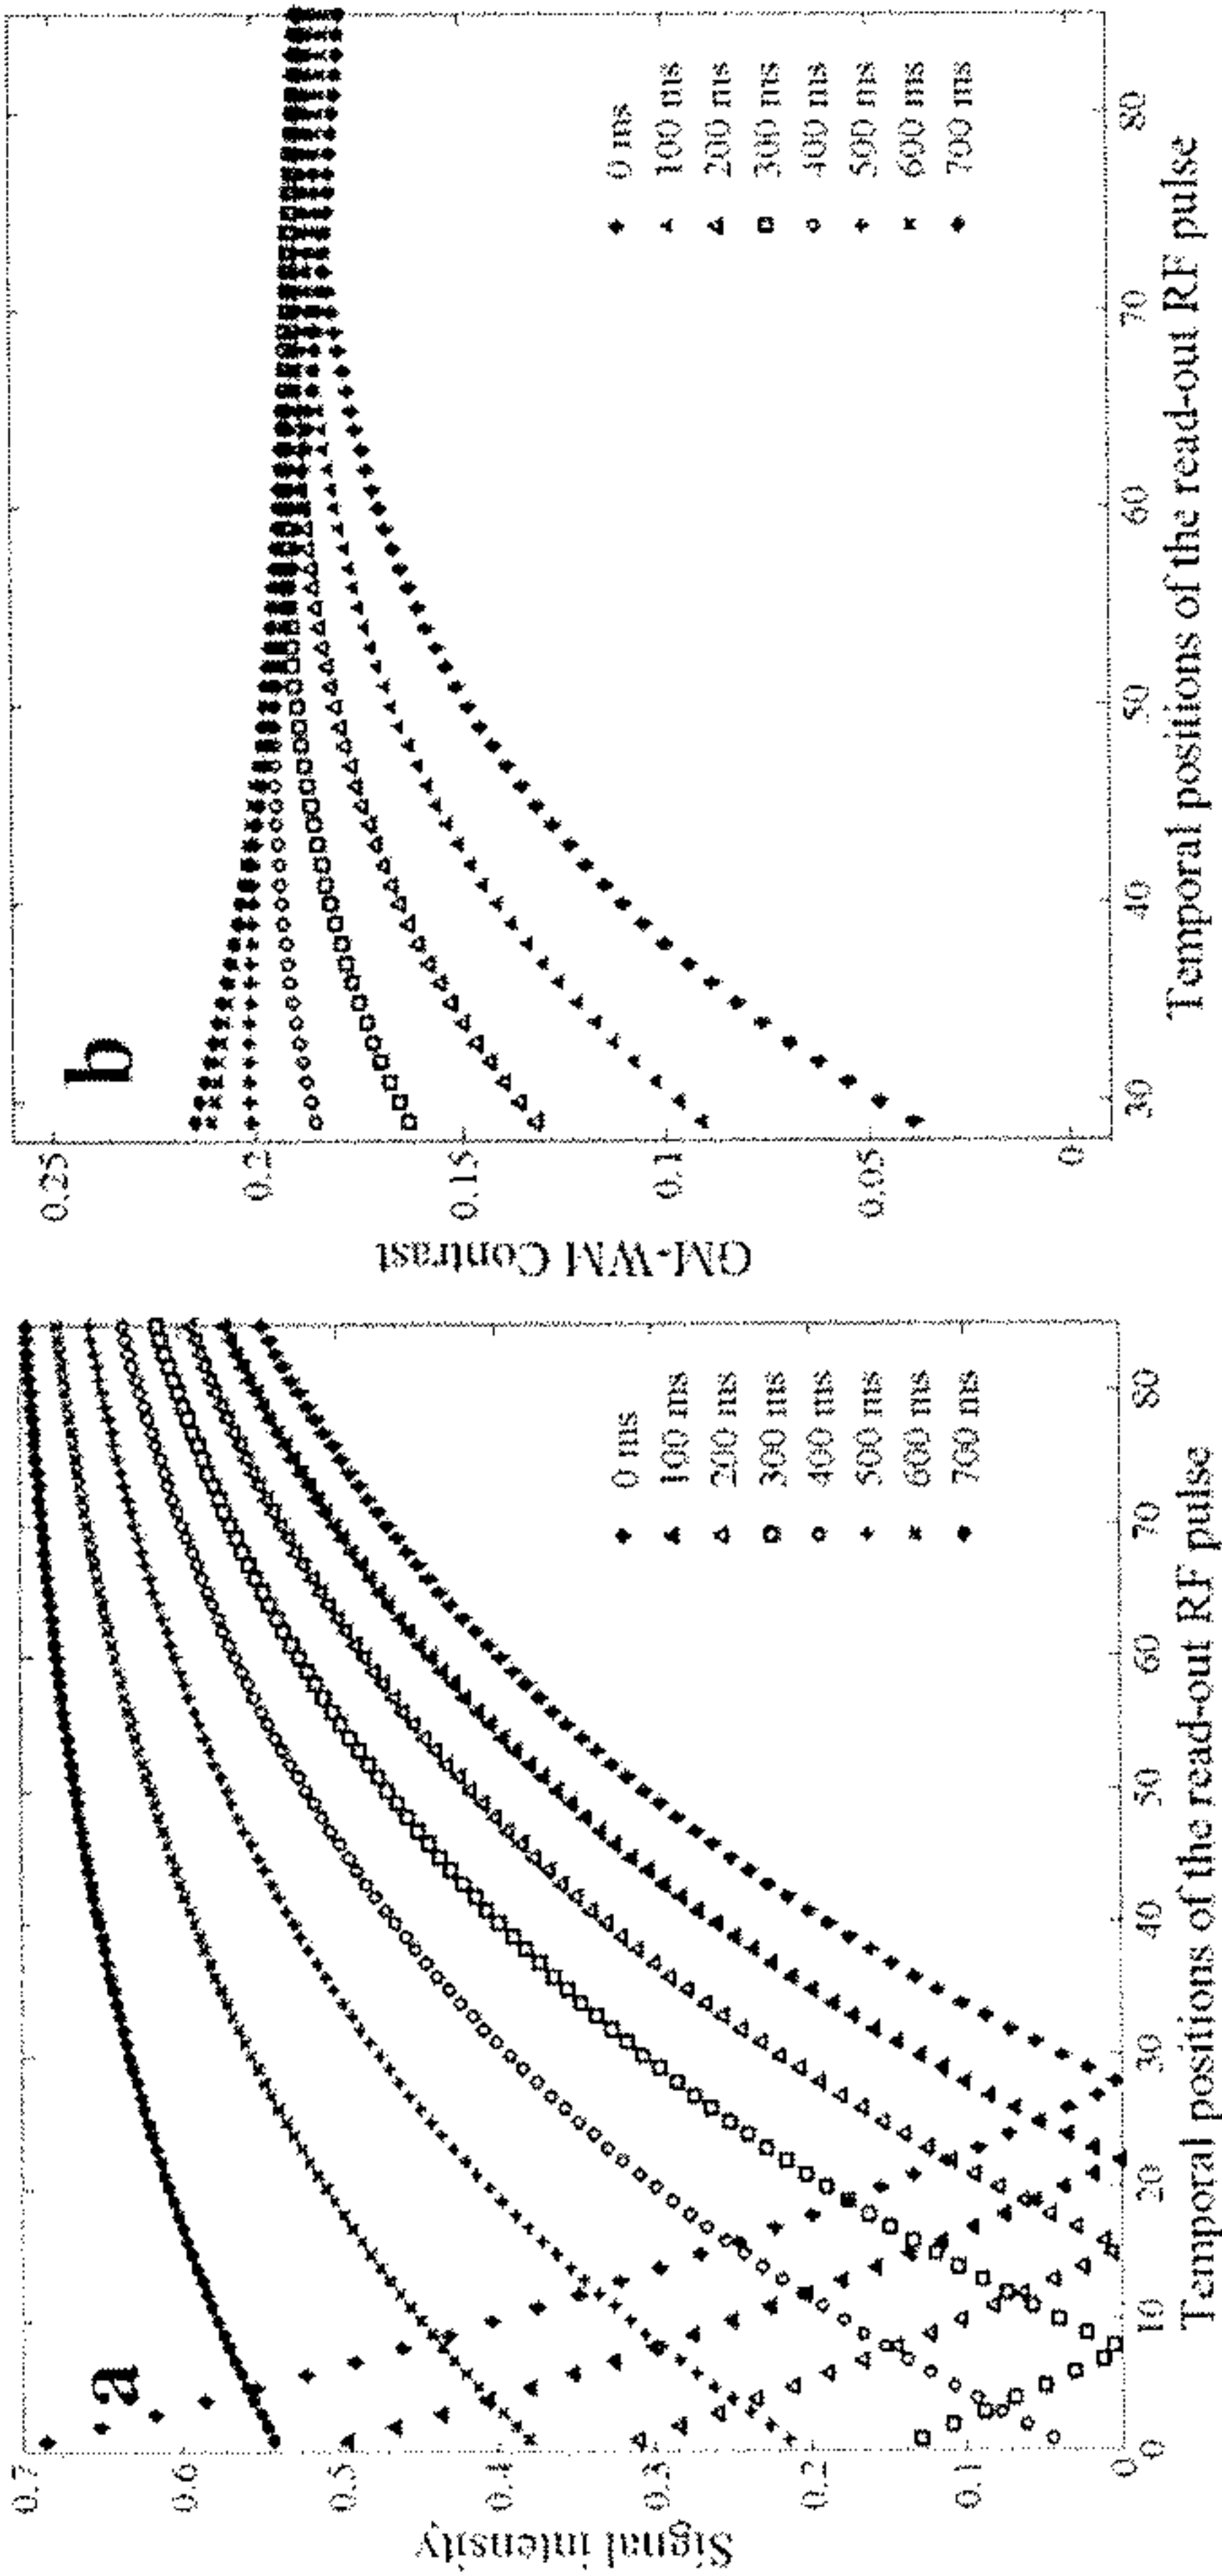 a
Signal intensity
0.7
0.6
0.5
0.4
0.3
0.2
0.1
0
0 ms
100 ms
200 ms
300 ms
400 ms
500 ms
600 ms
700 ms
0
10
20
30
40
50
60
70
80
Temporal positions of the read-out RF pulse
b
GM-WM Contrast
0.25
0.2
0.15
0.1
0.05
0
0 ms
100 ms
200 ms
300 ms
400 ms
500 ms
600 ms
700 ms
30
40
50
60
70
80
Temporal positions of the read-out RF pulse